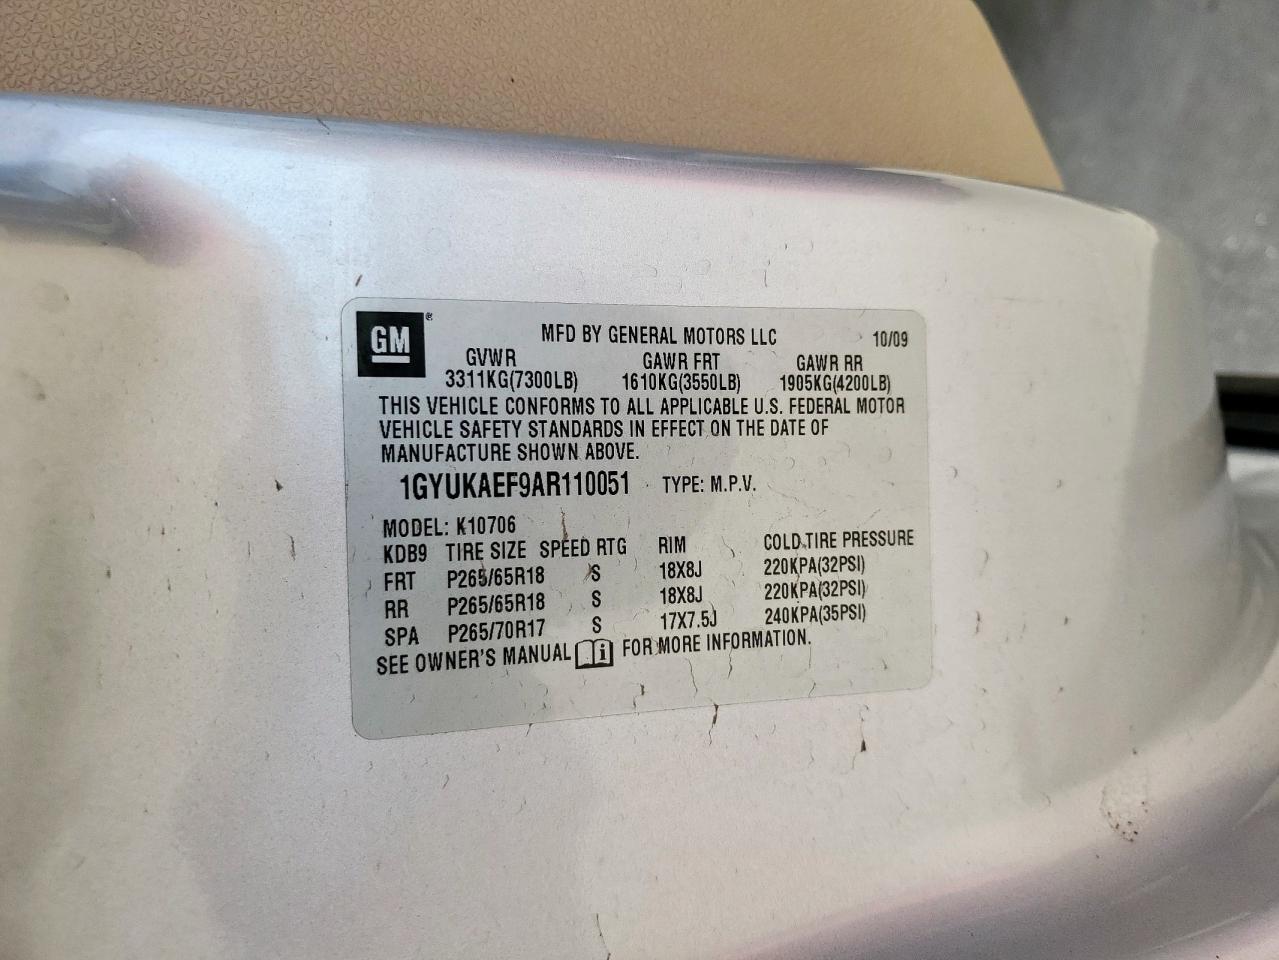 GM®
MFD BY GENERAL MOTORS LLC 10/09
GVWR GAWR FRT GAWR RR
3311KG(7300LB) 1610KG(3550LB) 1905KG(4200LB)
THIS VEHICLE CONFORMS TO ALL APPLICABLE U.S. FEDERAL MOTOR
VEHICLE SAFETY STANDARDS IN EFFECT ON THE DATE OF
MANUFACTURE SHOWN ABOVE.
1GYUKAEF9AR110051 TYPE: M.P.V.
MODEL: K10706
KDB9 TIRE SIZE SPEED RTG RIM COLD TIRE PRESSURE
FRT P265/65R18 S 18X8J 220KPA(32PSI)
RR P265/65R18 S 18X8J 220KPA(32PSI)
SPA P265/70R17 S 17X7.5J 240KPA(35PSI)
SEE OWNER'S MANUAL i FOR MORE INFORMATION.